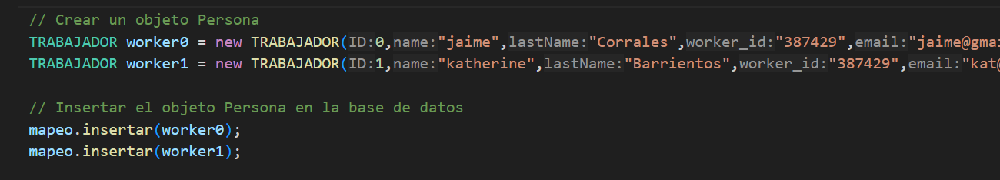 // Crear un objeto Persona
TRABAJADOR worker0 = new TRABAJADOR(ID:0,name:"jaime",lastName:"Corrales",worker_id:"387429",email:"jaime@gma
TRABAJADOR worker1 = new TRABAJADOR(ID:1,name:"katherine",lastName:"Barrientos",worker_id:"387429",email:"kat@
// Insertar el objeto Persona en la base de datos
mapeo.insertar(worker0);
mapeo.insertar(worker1);